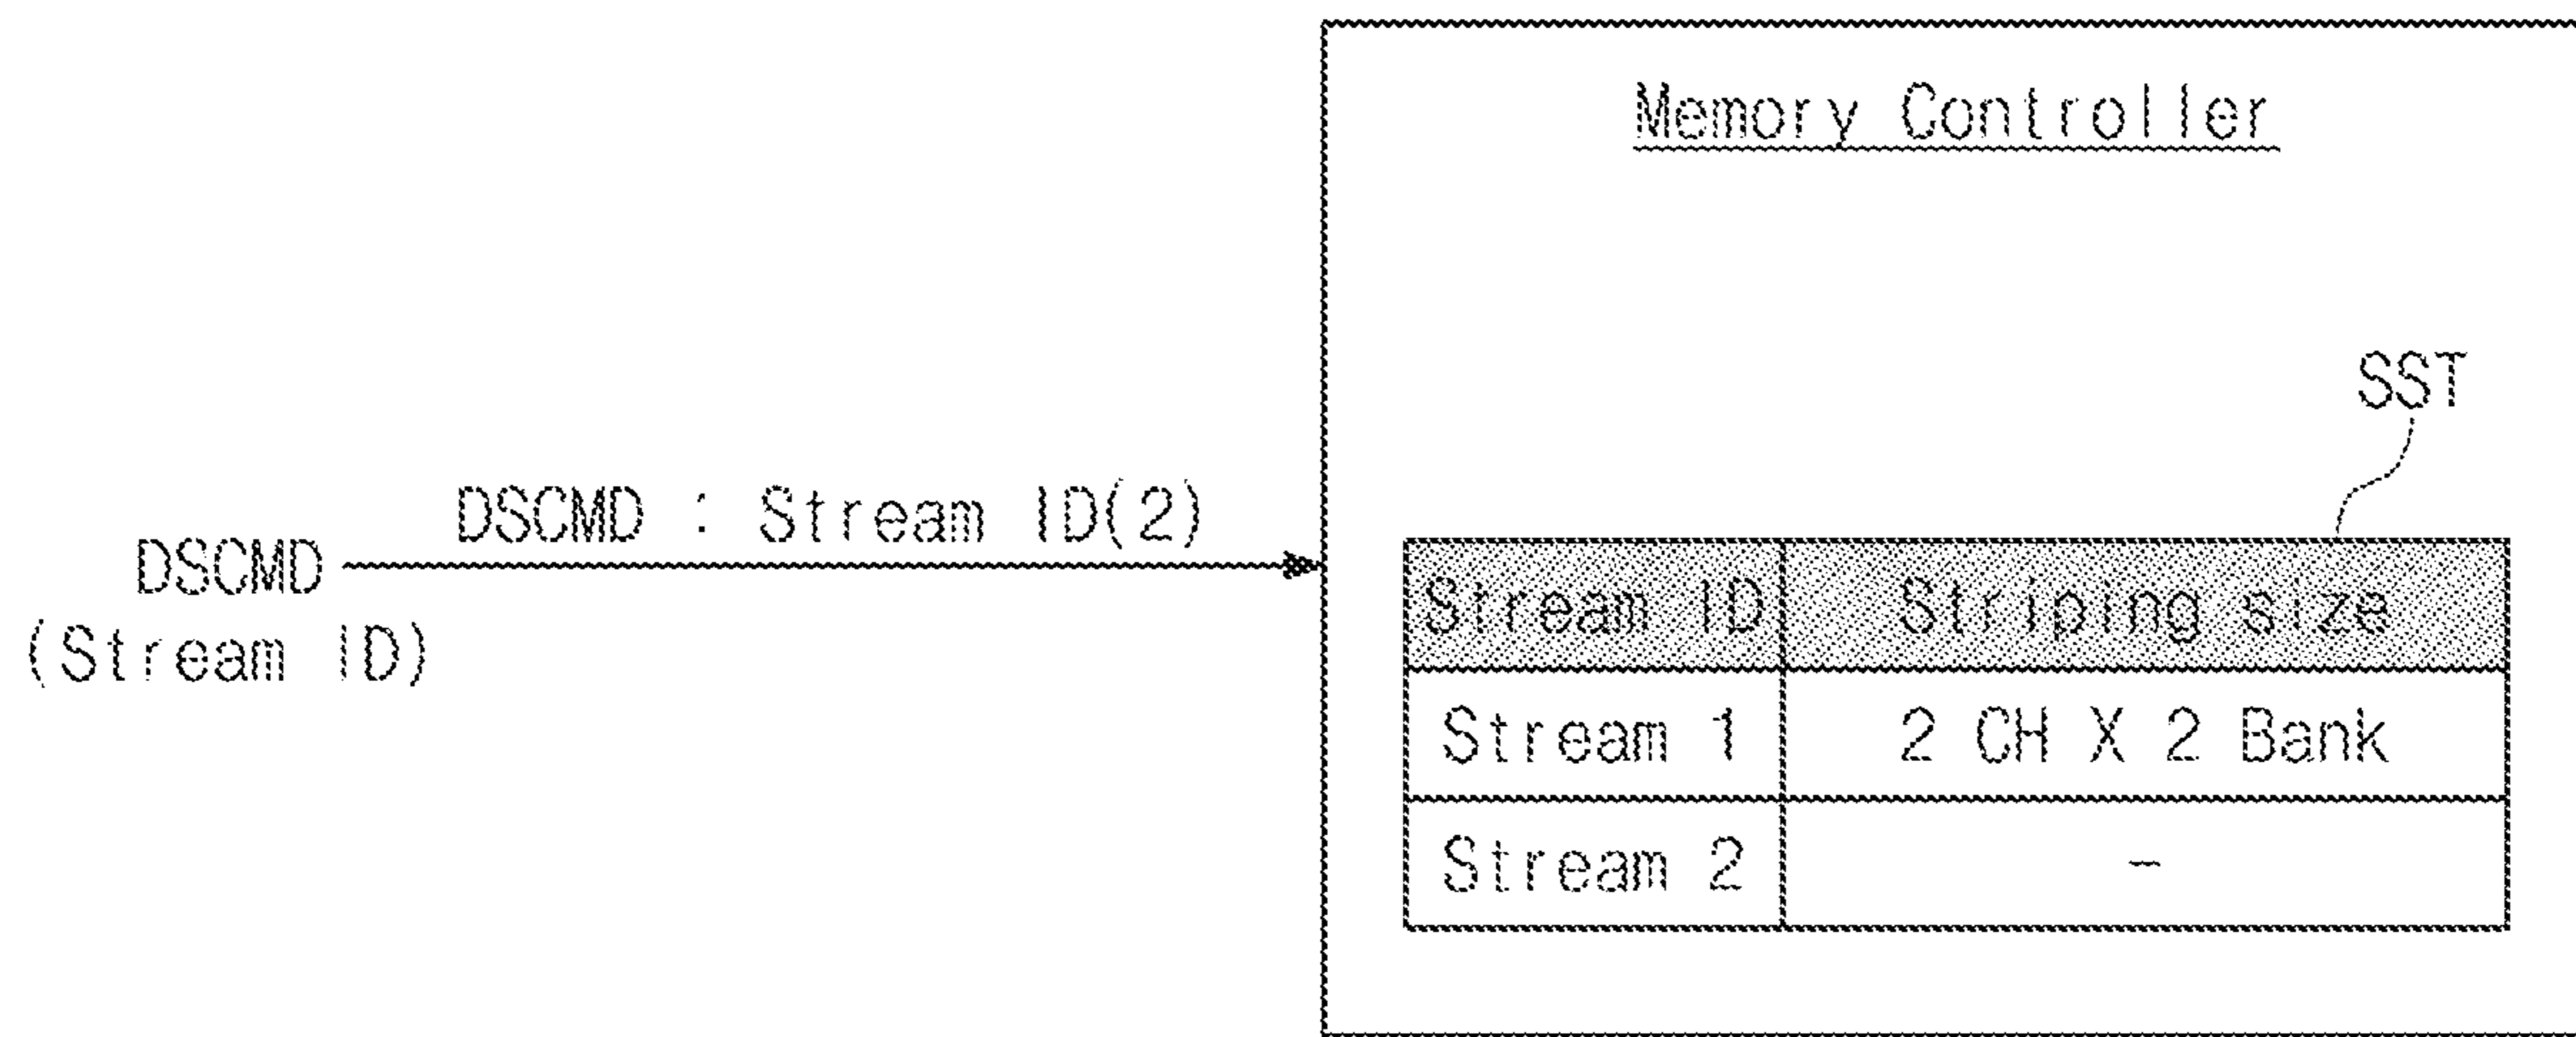 Memory Controller
SST
DSCMD : Stream ID(2)
DSCMD
(Stream ID)
Stream ID Striping size
Stream 1 2 CH X 2 Bank
Stream 2 -